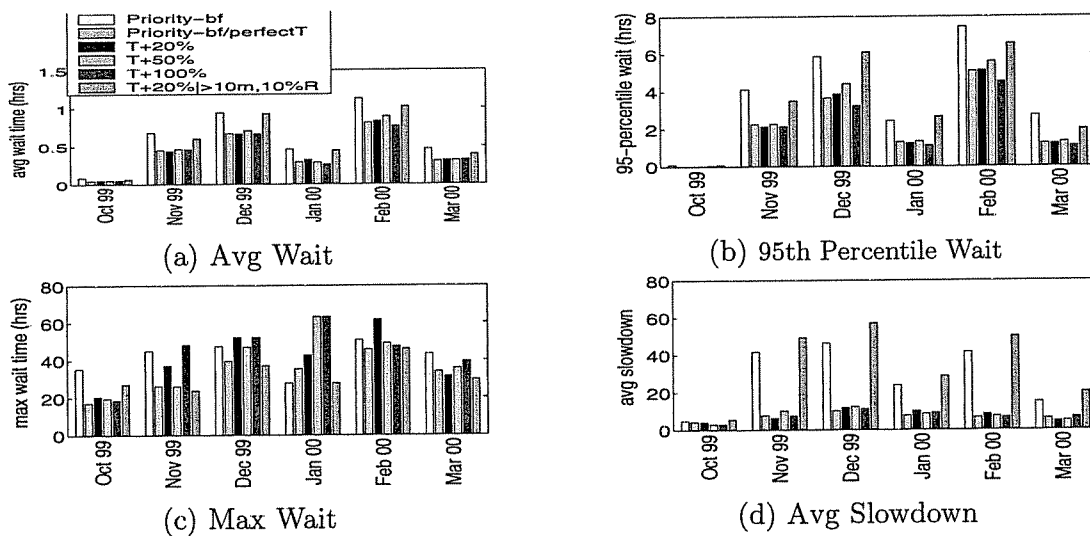 Priority-bf
Priority-bf/perfectT
T+20%
T+50%
T+100%
T+20%|>10m,10%R
avg wait time (hrs)
1.5
1
0.5
0
Oct 99
Nov 99
Dec 99
Jan 00
Feb 00
Mar 00
(a) Avg Wait
95-percentile wait (hrs)
8
6
4
2
0
Oct 99
Nov 99
Dec 99
Jan 00
Feb 00
Mar 00
(b) 95th Percentile Wait
max wait time (hrs)
80
60
40
20
0
Oct 99
Nov 99
Dec 99
Jan 00
Feb 00
Mar 00
(c) Max Wait
avg slowdown
80
60
40
20
0
Oct 99
Nov 99
Dec 99
Jan 00
Feb 00
Mar 00
(d) Avg Slowdown